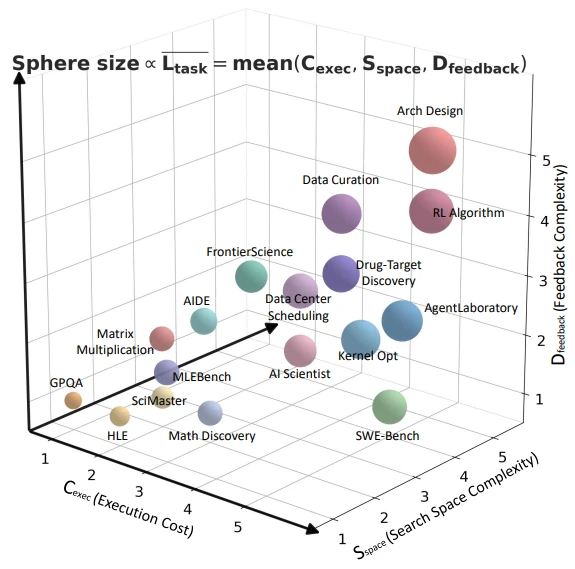 Sphere size ∝ L̅task̅ = mean(Cexec, Sspace, Dfeedback)
Arch Design
Data Curation
RL Algorithm
FrontierScience
Drug-Target
Discovery
Data Center
Scheduling
AIDE
AgentLaboratory
Matrix
Multiplication
Kernel Opt
AI Scientist
MLEBench
GPQA
SciMaster
HLE
Math Discovery
SWE-Bench
1
2
3
4
5
Cexec (Execution Cost)
1
2
3
4
5
Sspace (Search Space Complexity)
5
4
3
2
1
Dfeedback (Feedback Complexity)